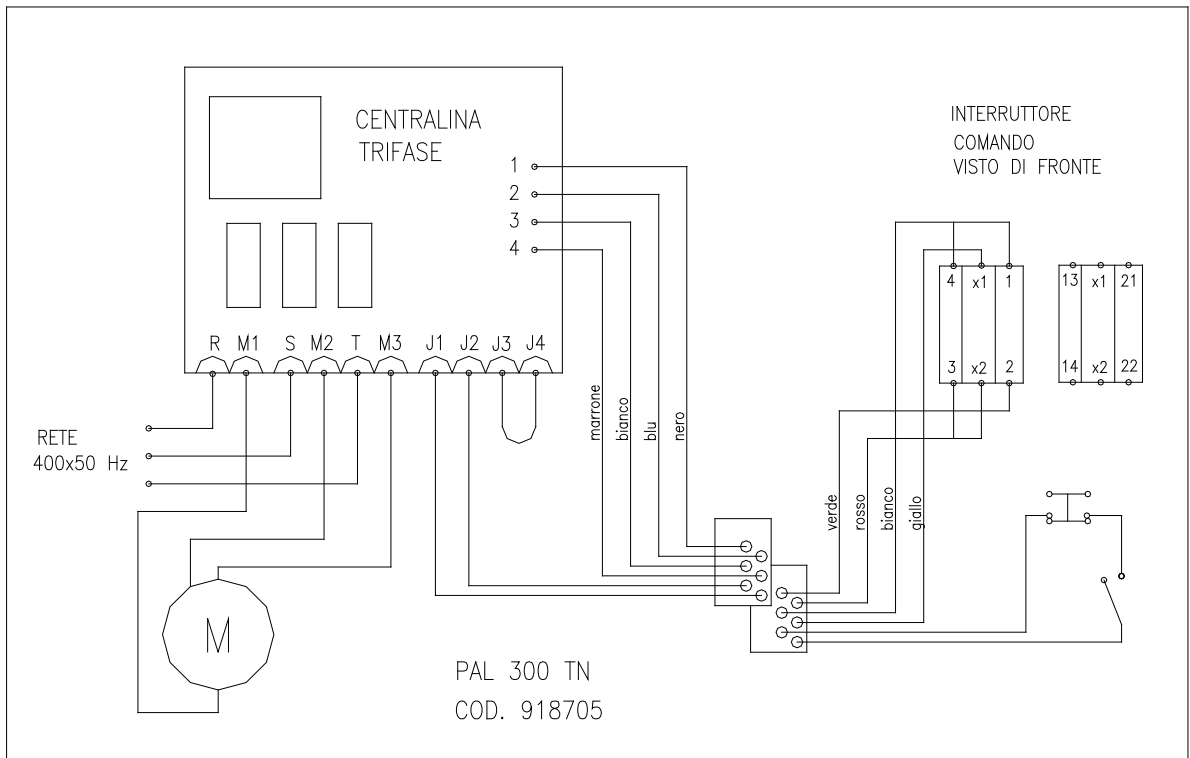 CENTRALINA
TRIFASE
1
2
3
4
R M1 S M2 T M3 J1 J2 J3 J4
INTERRUTTORE
COMANDO
VISTO DI FRONTE
4 x1 1
3 x2 2
13 x1 21
14 x2 22
RETE
400x50 Hz
marrone
bianco
blu
nero
verde
rosso
bianco
giallo
M
PAL 300 TN
COD. 918705